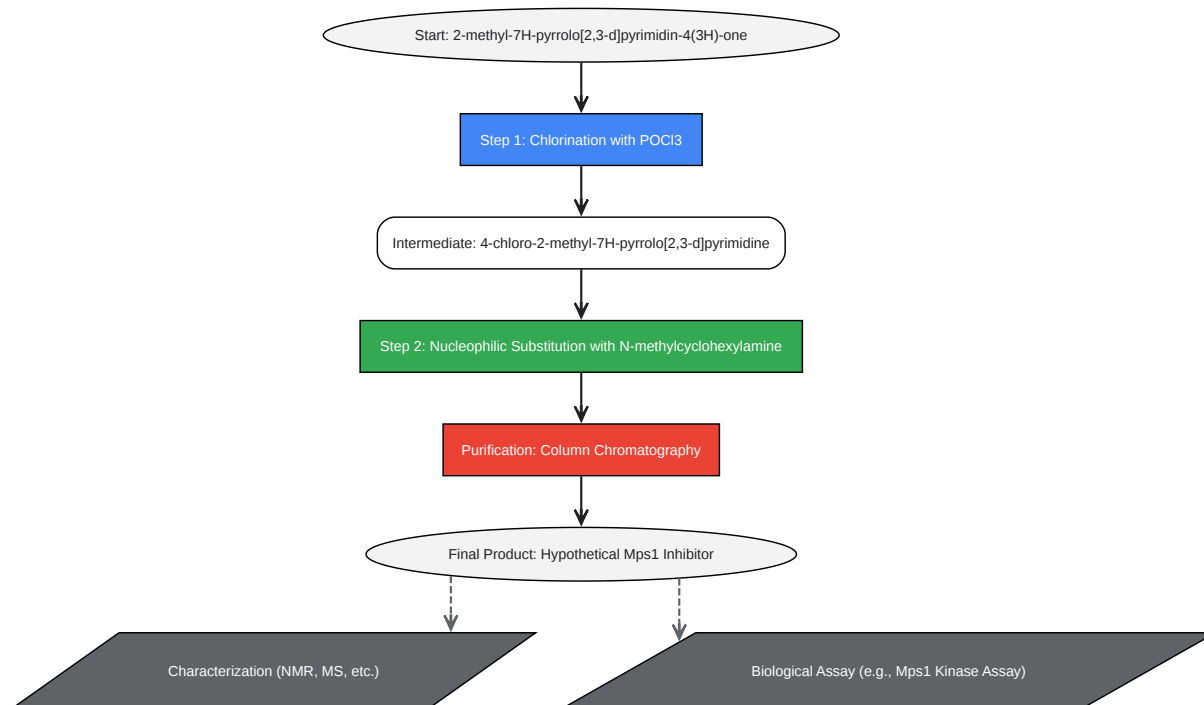 Start: 2-methyl-7H-pyrrolo[2,3-d]pyrimidin-4(3H)-one
Step 1: Chlorination with POCl3
Intermediate: 4-chloro-2-methyl-7H-pyrrolo[2,3-d]pyrimidine
Step 2: Nucleophilic Substitution with N-methylcyclohexylamine
Purification: Column Chromatography
Final Product: Hypothetical Mps1 Inhibitor
Characterization (NMR, MS, etc.)
Biological Assay (e.g., Mps1 Kinase Assay)